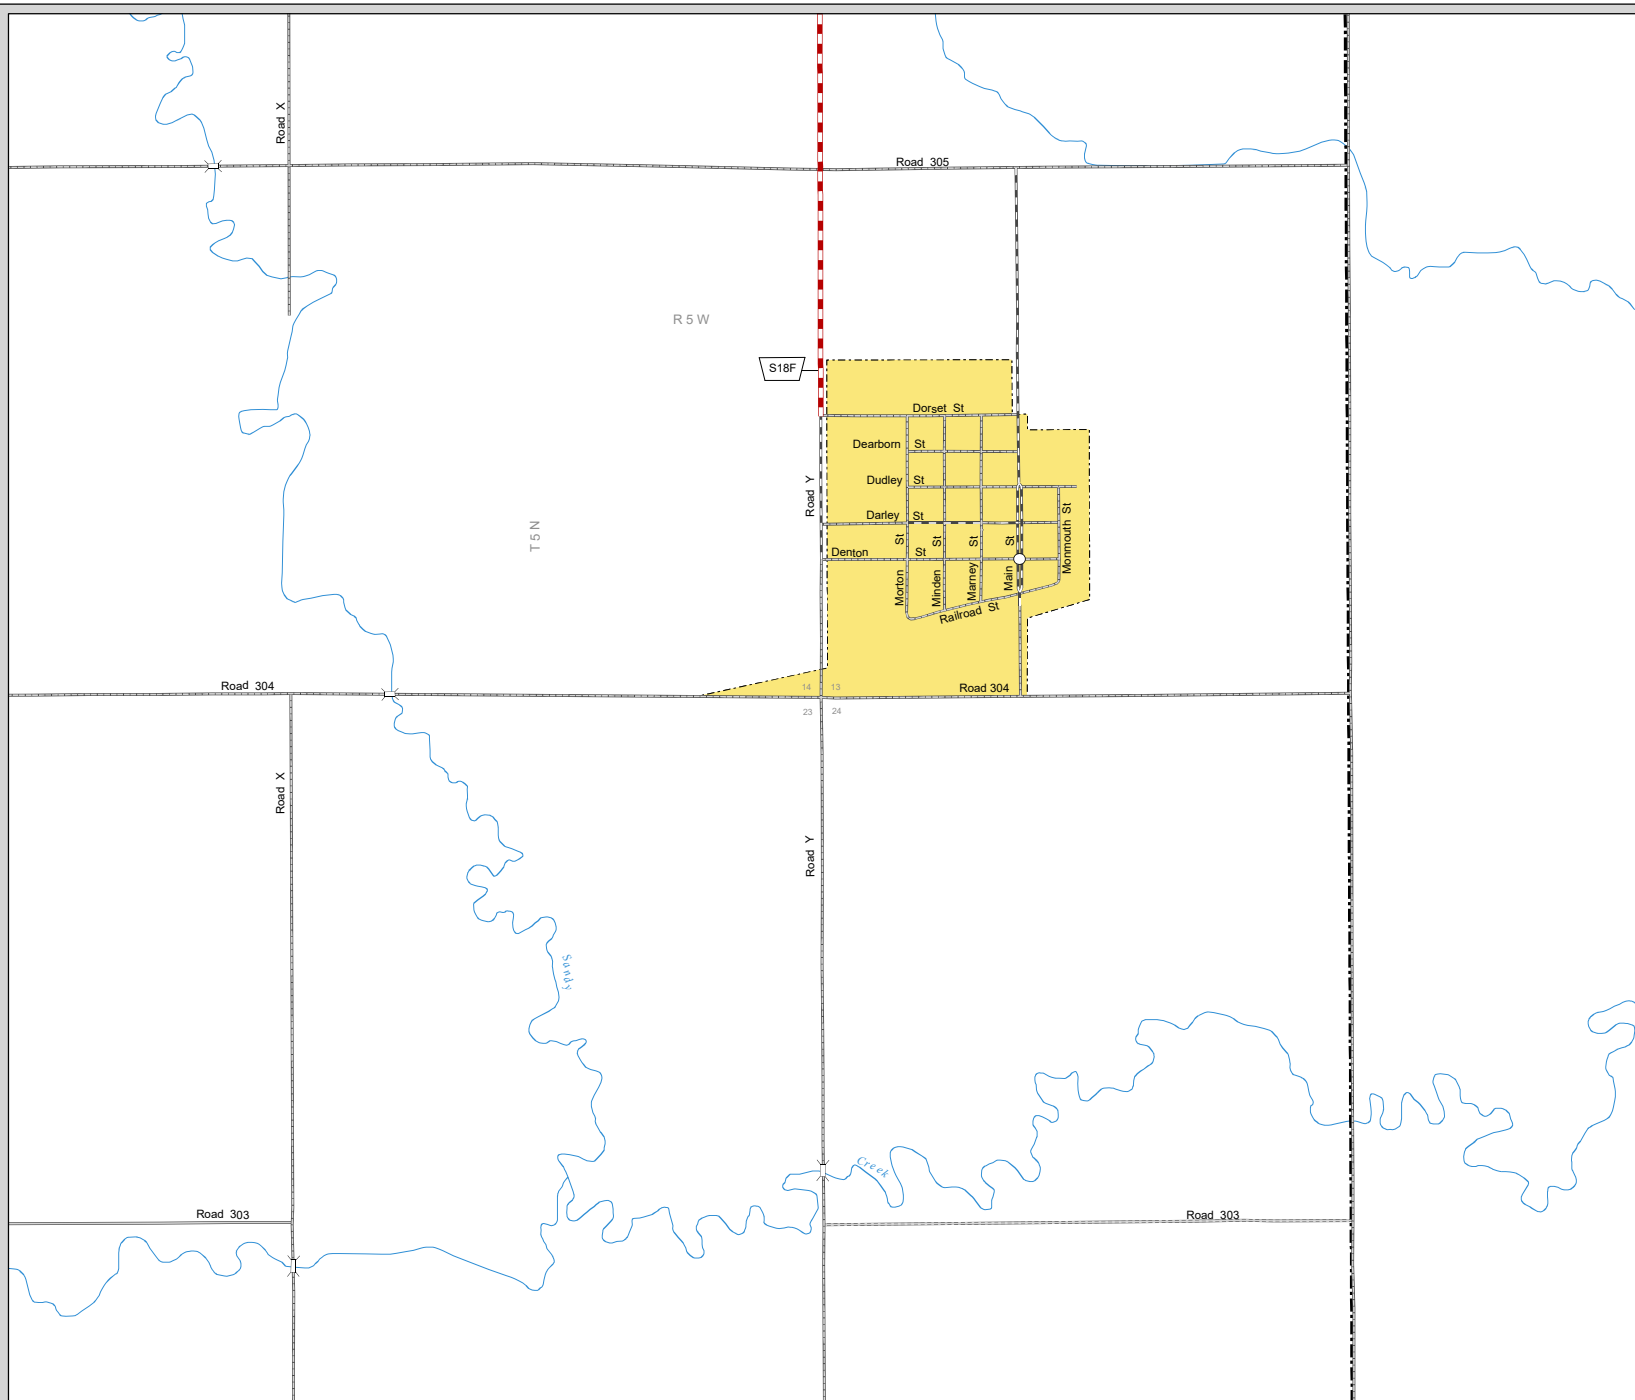 Road X
Road 305
R 5 W
S18F
Dorset St
Dearborn St
Road Y
Dudley St
Darley St
T 5 N
Denton St
Morton St
Minden St
Marney St
Main St
Monmouth St
Railroad St
Road 304
14 13
Road 304
23 24
Road X
Road Y
Sandy
Creek
Road 303
Road 303